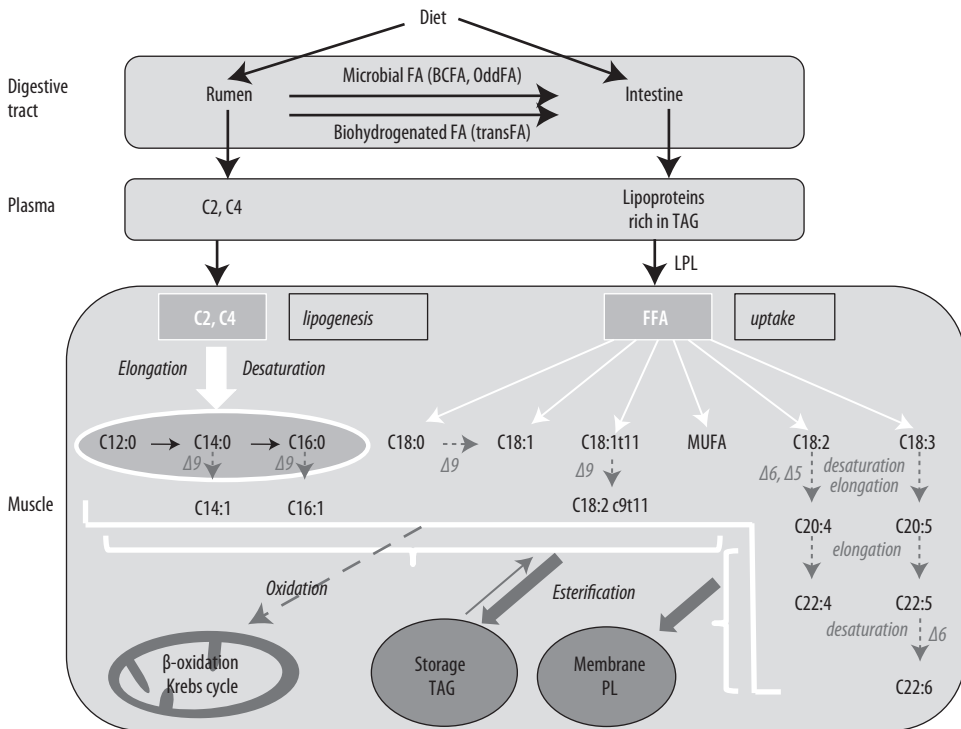 Diet
Digestive
tract
Microbial FA (BCFA, OddFA)
Rumen
Intestine
Biohydrogenated FA (transFA)
Plasma
C2, C4
Lipoproteins
rich in TAG
LPL
C2, C4
lipogenesis
FFA
uptake
Elongation
Desaturation
C12:0
C14:0
C16:0
C18:0
C18:1
C18:1t11
MUFA
C18:2
C18:3
Δ9
Δ9
Δ9
Δ9
Δ6, Δ5
desaturation
elongation
Muscle
C14:1
C16:1
C18:2 c9t11
C20:4
C20:5
elongation
Oxidation
Esterification
C22:4
C22:5
desaturation
Δ6
β-oxidation
Krebs cycle
Storage
TAG
Membrane
PL
C22:6